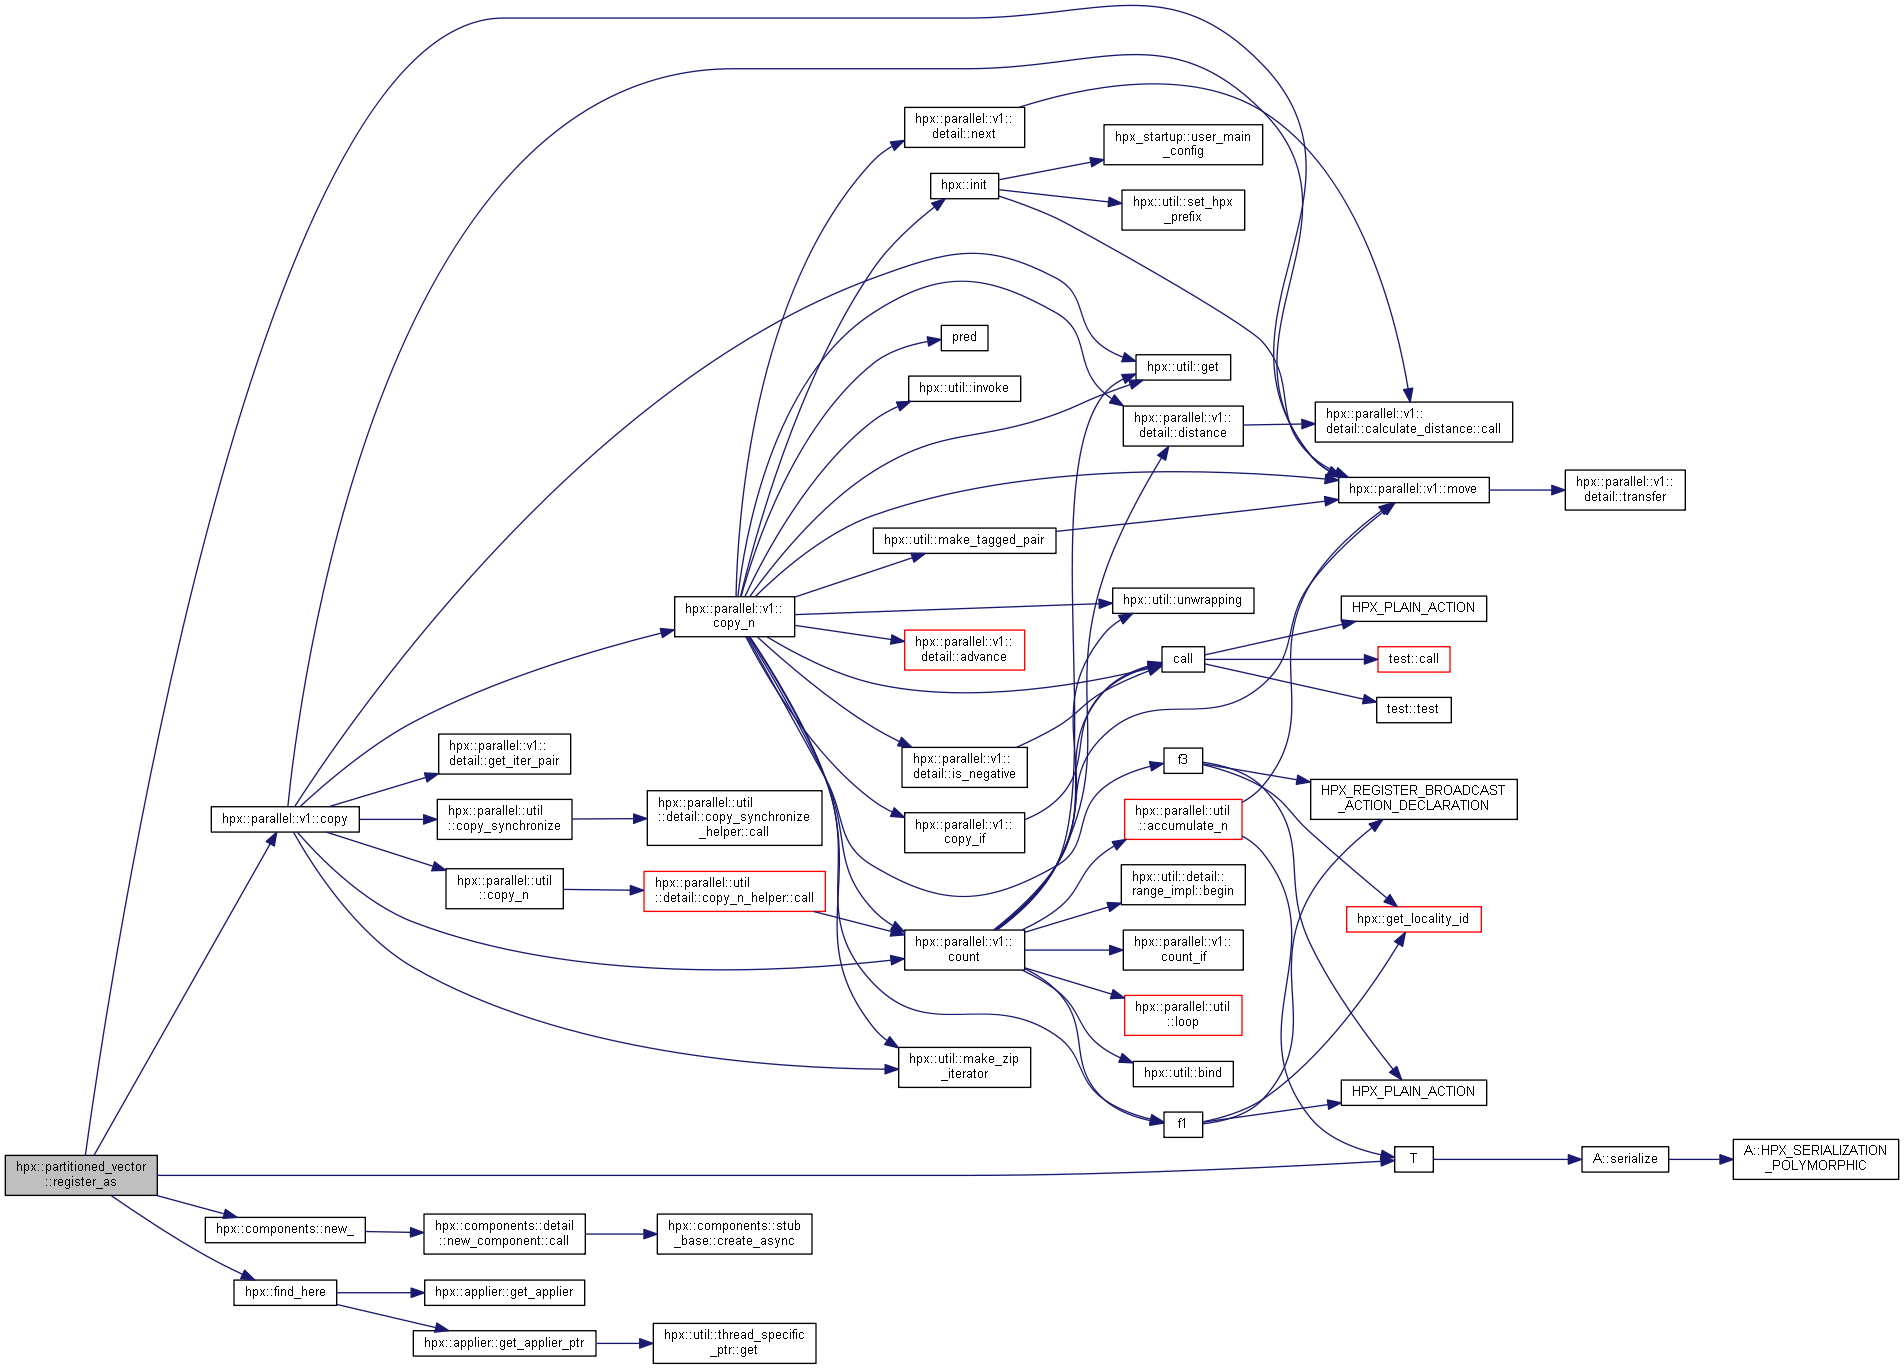 hpx::parallel::v1::
detail::next
hpx_startup::user_main
_config
hpx::init
hpx::util::set_hpx
_prefix
pred
hpx::util::get
hpx::util::invoke
hpx::parallel::v1::
detail::distance
hpx::parallel::v1::
detail::calculate_distance::call
hpx::parallel::v1::move
hpx::parallel::v1::
detail::transfer
hpx::util::make_tagged_pair
hpx::parallel::v1::
copy_n
hpx::util::unwrapping
HPX_PLAIN_ACTION
hpx::parallel::v1::
detail::advance
call
test::call
test::test
hpx::parallel::v1::
detail::get_iter_pair
hpx::parallel::v1::
detail::is_negative
f3
HPX_REGISTER_BROADCAST
_ACTION_DECLARATION
hpx::parallel::v1::copy
hpx::parallel::util
::copy_synchronize
hpx::parallel::util
::detail::copy_synchronize
_helper::call
hpx::parallel::v1::
copy_if
hpx::parallel::util
::accumulate_n
hpx::parallel::util
::copy_n
hpx::parallel::util
::detail::copy_n_helper::call
hpx::util::detail::
range_impl::begin
hpx::get_locality_id
hpx::parallel::v1::
count
hpx::parallel::v1::
count_if
hpx::parallel::util
::loop
hpx::util::make_zip
_iterator
hpx::util::bind
HPX_PLAIN_ACTION
f1
hpx::partitioned_vector
::register_as
T
A::serialize
A::HPX_SERIALIZATION
_POLYMORPHIC
hpx::components::new_
hpx::components::detail
::new_component::call
hpx::components::stub
_base::create_async
hpx::find_here
hpx::applier::get_applier
hpx::applier::get_applier_ptr
hpx::util::thread_specific
_ptr::get